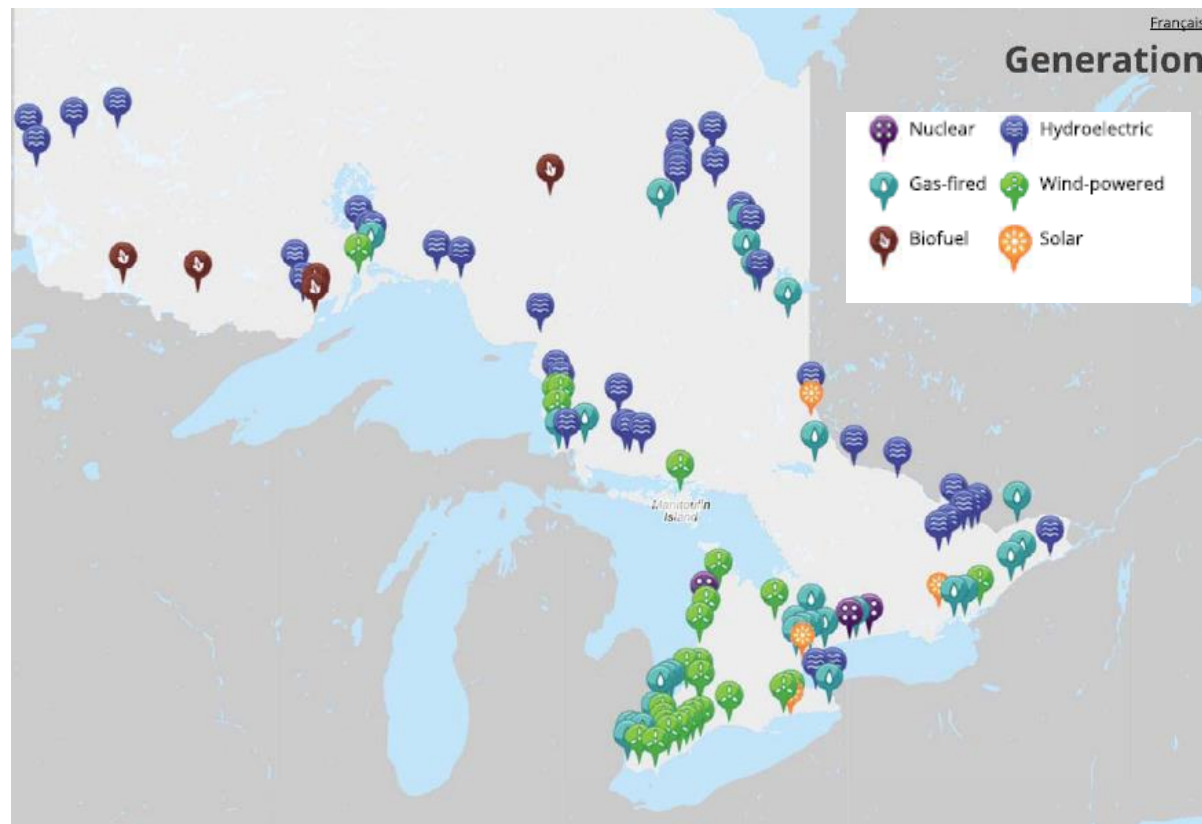 Français
Generation
Nuclear
Hydroelectric
Gas-fired
Wind-powered
Biofuel
Solar
Manitoulin
Island